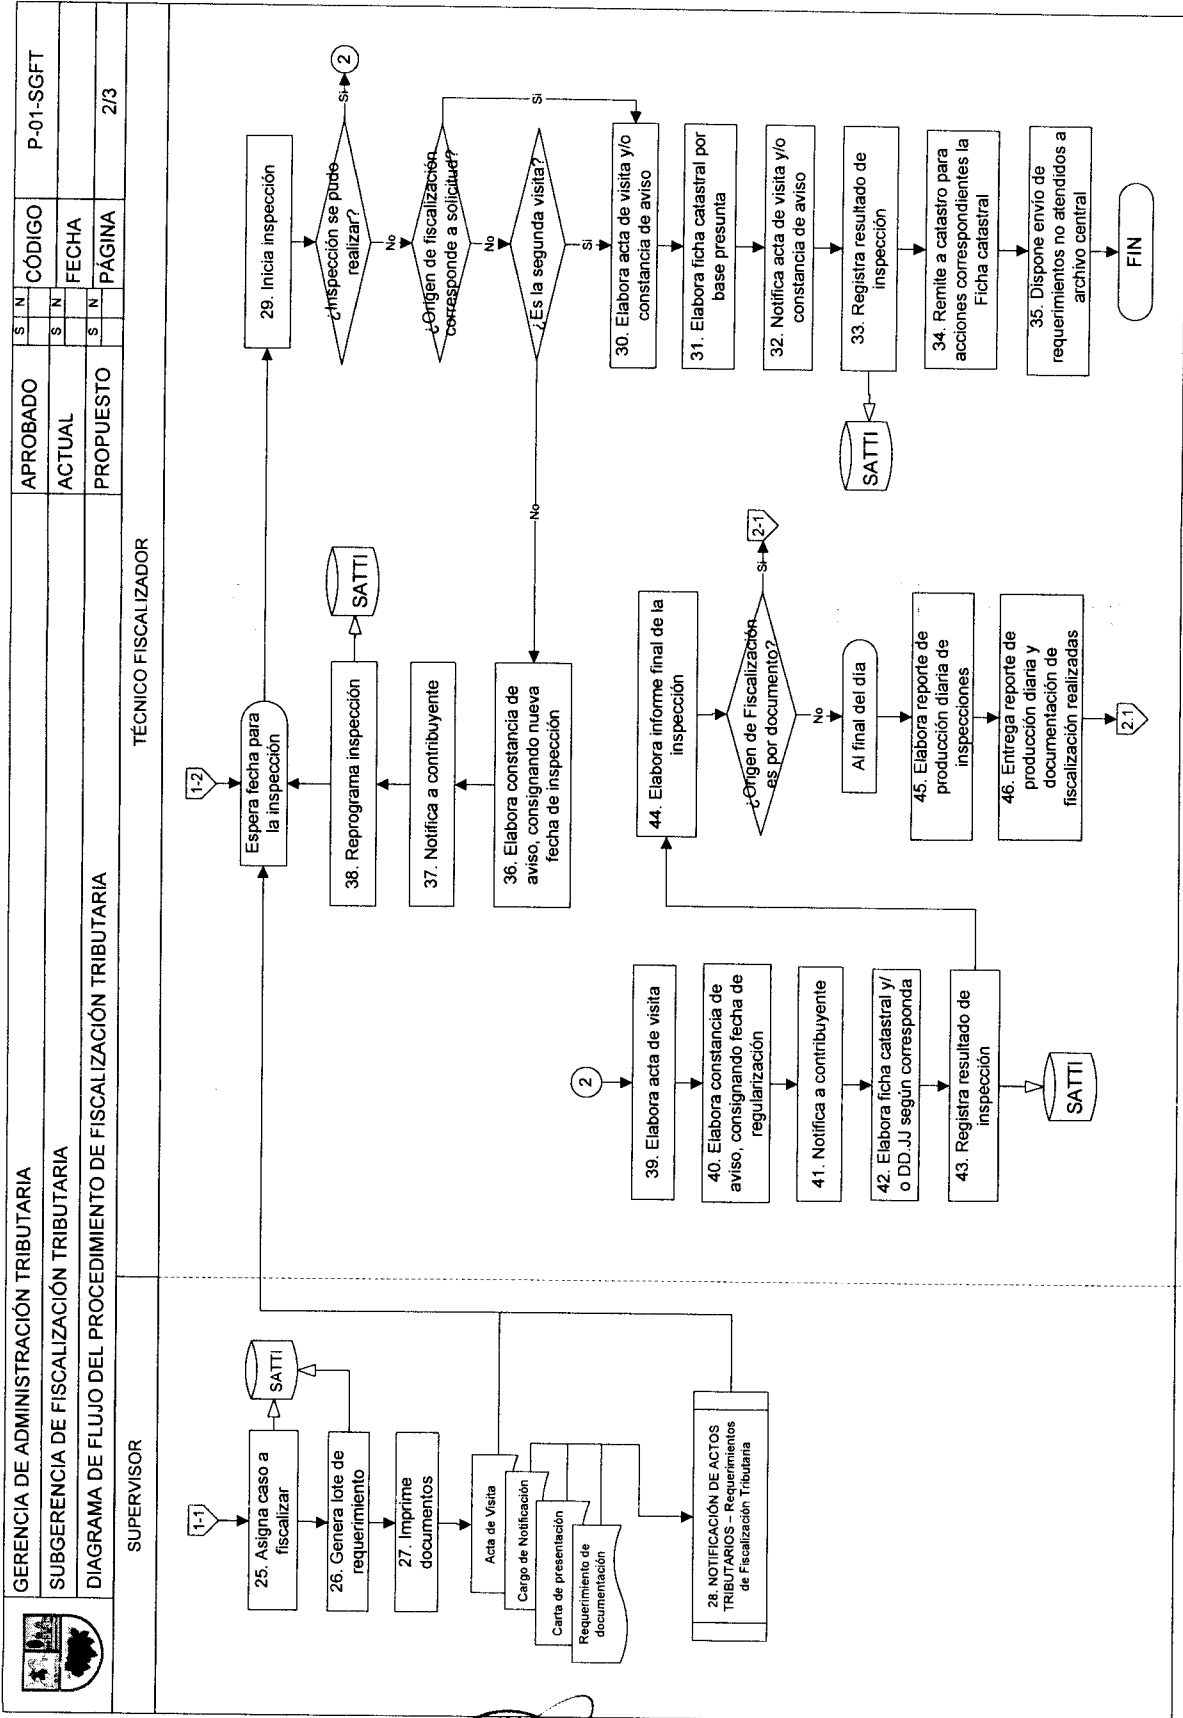 GERENCIA DE ADMINISTRACIÓN TRIBUTARIA
APROBADO
S N
CÓDIGO
P-01-SGFT
SUBGERENCIA DE FISCALIZACIÓN TRIBUTARIA
ACTUAL
S N
FECHA
DIAGRAMA DE FLUJO DEL PROCEDIMIENTO DE FISCALIZACIÓN TRIBUTARIA
PROPUESTO
S N
PÁGINA
2/3
SUPERVISOR
TÉCNICO FISCALIZADOR
1-1
25. Asigna caso a
fiscalizar
SATTI
26. Genera lote de
requerimiento
27. Imprime
documentos
Acta de Visita
Cargo de Notificación
Carta de presentación
Requerimiento de
documentación
28. NOTIFICACIÓN DE ACTOS
TRIBUTARIOS – Requerimientos
de Fiscalización Tributaria
1-2
Espera fecha para
la inspección
38. Reprograma inspección
SATTI
37. Notifica a contribuyente
36. Elabora constancia de
aviso, consignando nueva
fecha de inspección
29. Inicia inspección
¿Inspección se pudo
realizar?
Si
2
No
¿Origen de fiscalización
corresponde a solicitud?
Si
No
¿Es la segunda visita?
No
Si
30. Elabora acta de visita y/o
constancia de aviso
31. Elabora ficha catastral por
base presunta
32. Notifica acta de visita y/o
constancia de aviso
33. Registra resultado de
inspección
SATTI
34. Remite a catastro para
acciones correspondientes la
Ficha catastral
35. Dispone envío de
requerimientos no atendidos a
archivo central
FIN
2
39. Elabora acta de visita
40. Elabora constancia de
aviso, consignando fecha de
regularización
41. Notifica a contribuyente
42. Elabora ficha catastral y/
o DD.JJ según corresponda
43. Registra resultado de
inspección
SATTI
44. Elabora informe final de la
inspección
¿Origen de Fiscalización
es por documento?
Si
2-1
No
Al final del dia
45. Elabora reporte de
producción diaria de
inspecciones
46. Entrega reporte de
producción diaria y
documentación de
fiscalización realizadas
2.1